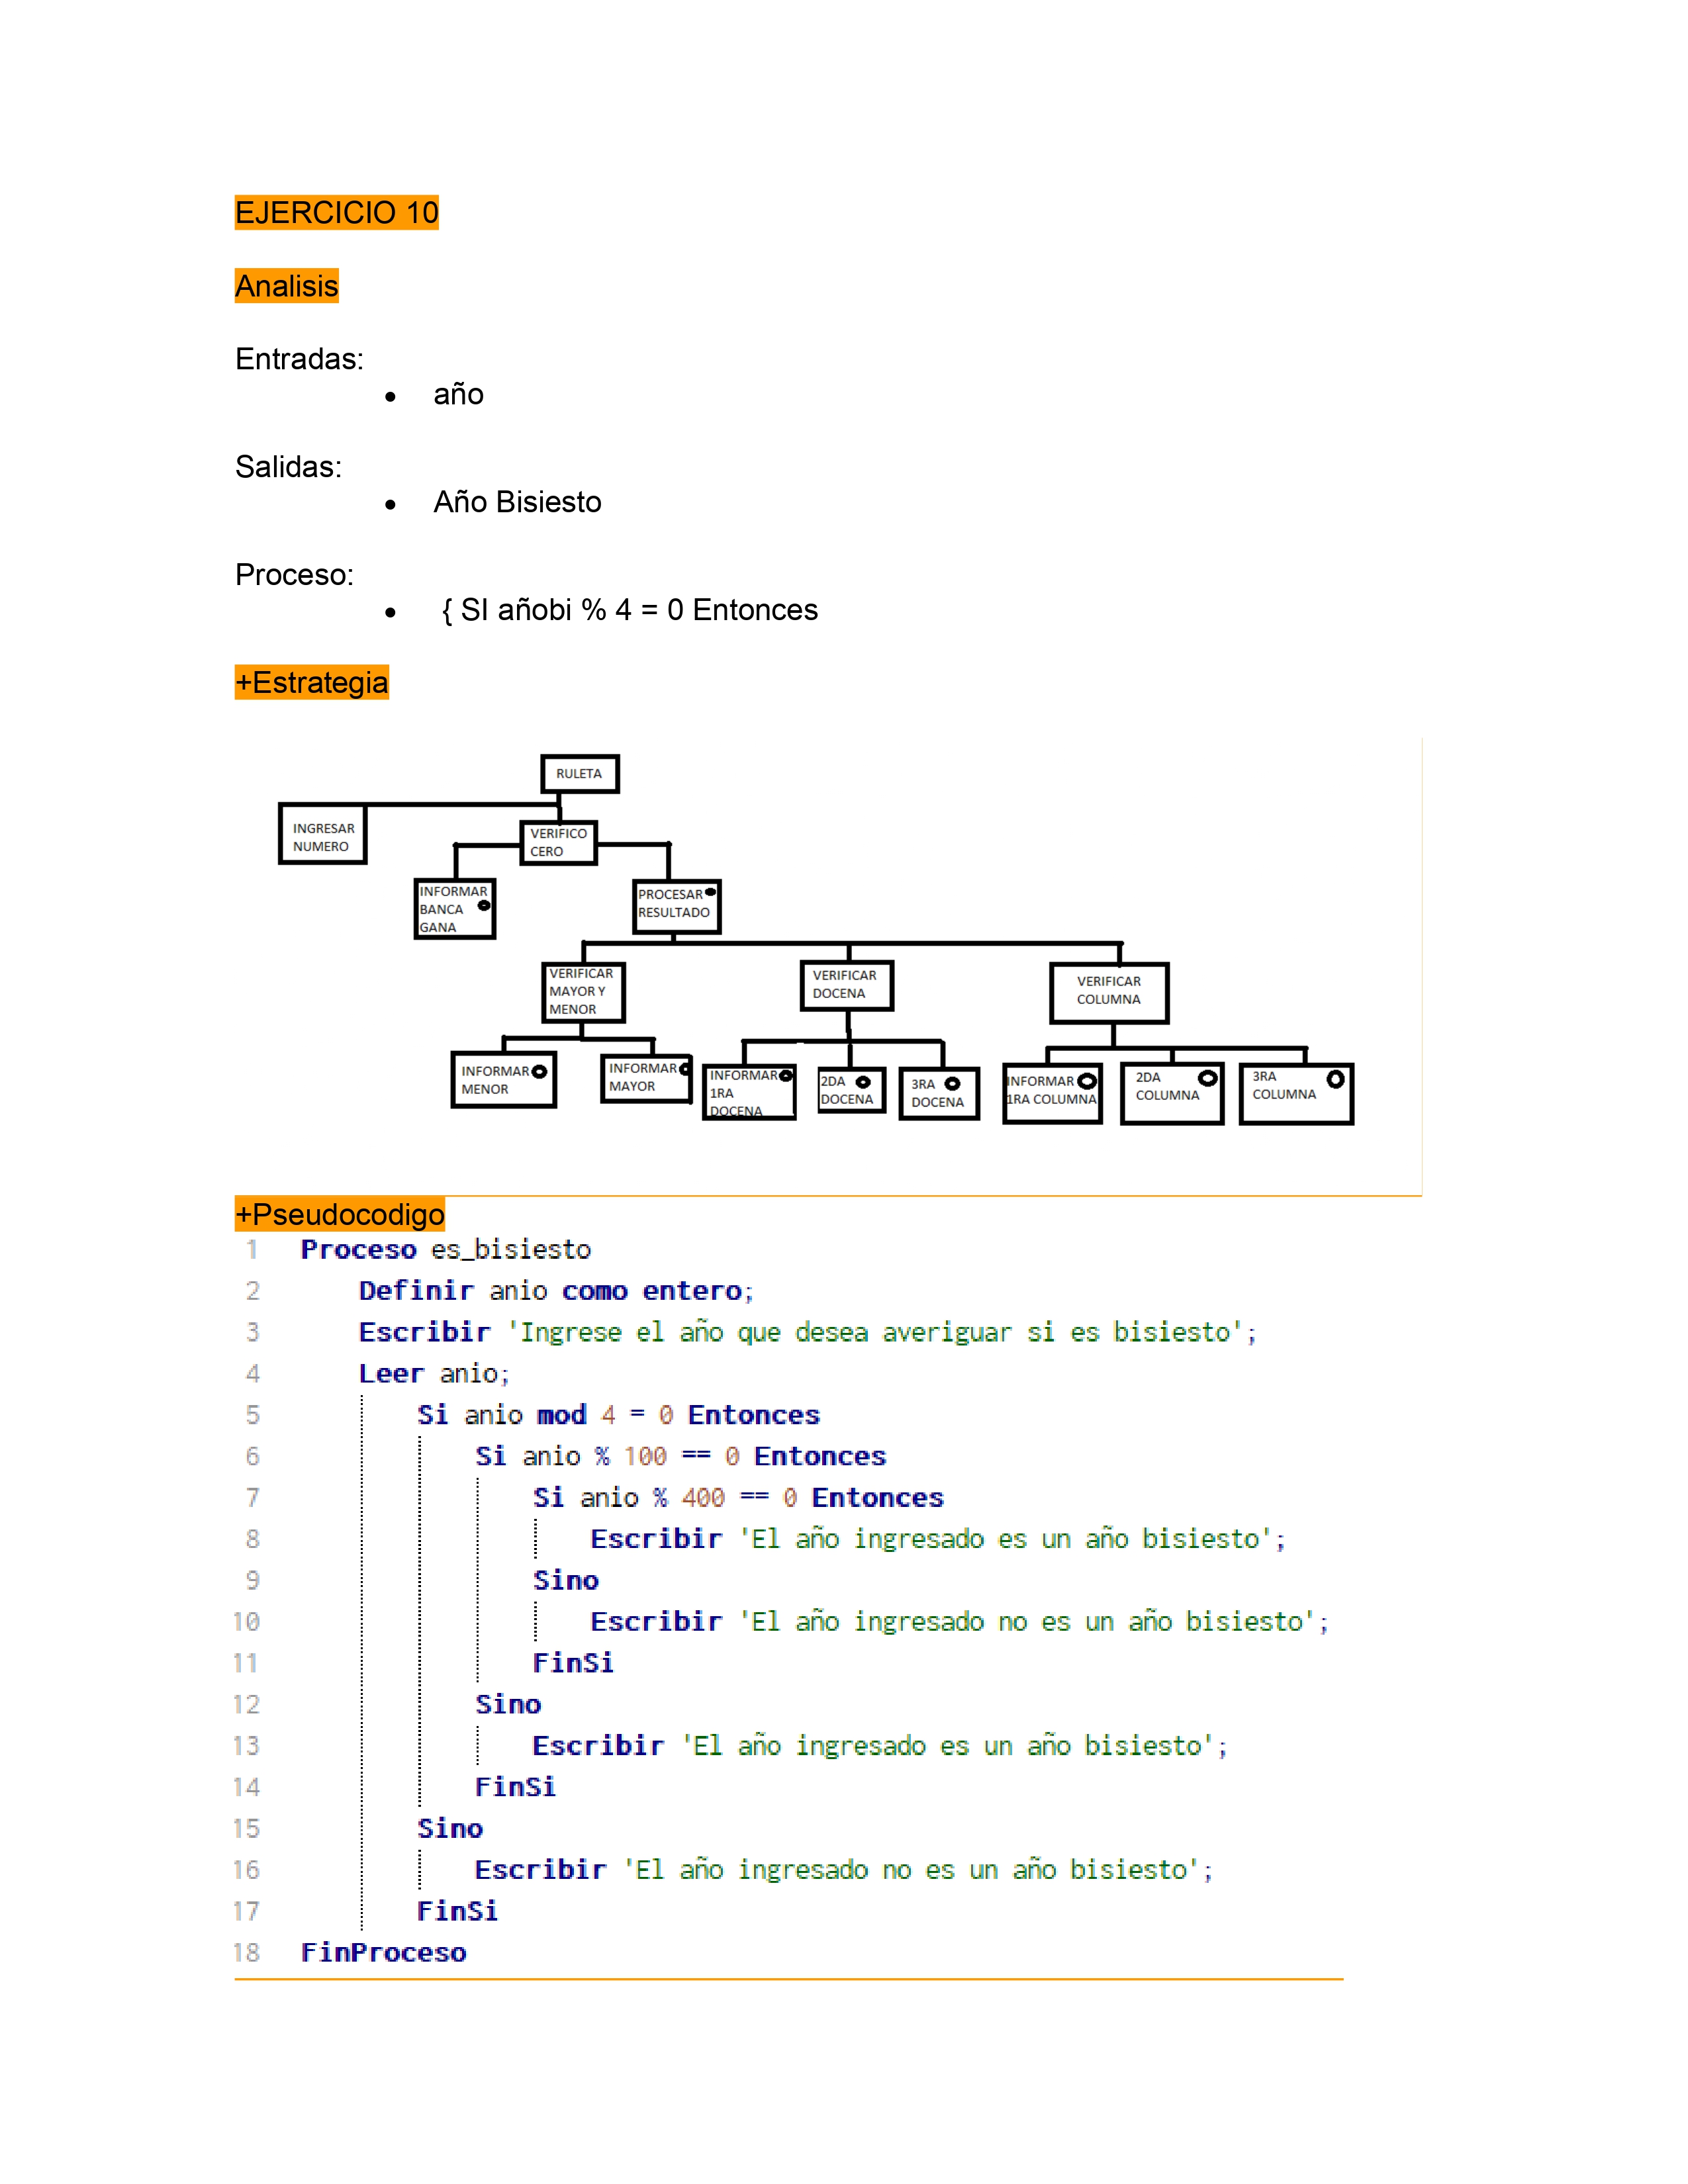 EJERCICIO 10
Analisis
Entradas:
• año
Salidas:
• Año Bisiesto
Proceso:
• { SI añobi % 4 = 0 Entonces
+Estrategia
RULETA
INGRESAR
NUMERO
VERIFICO
CERO
INFORMAR
BANCA
GANA
PROCESAR
RESULTADO
VERIFICAR
MAYOR Y
MENOR
VERIFICAR
DOCENA
VERIFICAR
COLUMNA
INFORMAR
MENOR
INFORMAR
MAYOR
INFORMAR
1RA
DOCENA
2DA
DOCENA
3RA
DOCENA
INFORMAR
1RA COLUMNA
2DA
COLUMNA
3RA
COLUMNA
+Pseudocodigo
1 Proceso es_bisiesto
2 Definir anio como entero;
3 Escribir 'Ingrese el año que desea averiguar si es bisiesto';
4 Leer anio;
5 Si anio mod 4 = 0 Entonces
6 Si anio % 100 == 0 Entonces
7 Si anio % 400 == 0 Entonces
8 Escribir 'El año ingresado es un año bisiesto';
9 Sino
10 Escribir 'El año ingresado no es un año bisiesto';
11 FinSi
12 Sino
13 Escribir 'El año ingresado es un año bisiesto';
14 FinSi
15 Sino
16 Escribir 'El año ingresado no es un año bisiesto';
17 FinSi
18 FinProceso